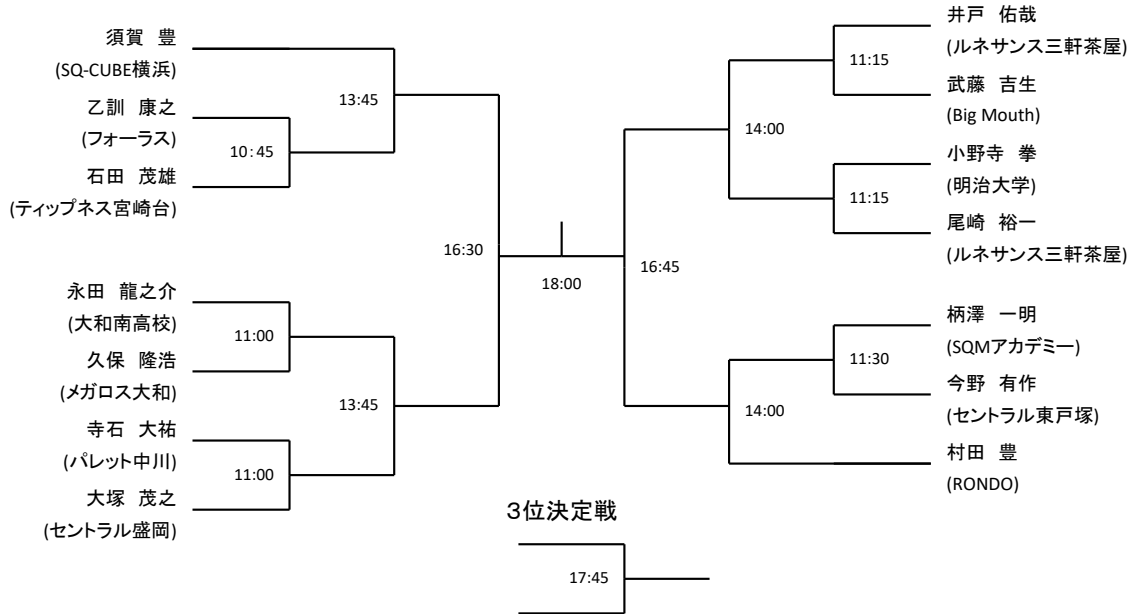 須賀 豊
(SQ-CUBE横浜)
13:45
乙訓 康之
(フォーラス)
10:45
石田 茂雄
(ティップネス宮崎台)
16:30
永田 龍之介
(大和南高校)
11:00
久保 隆浩
(メガロス大和)
13:45
寺石 大祐
(パレット中川)
11:00
大塚 茂之
(セントラル盛岡)
18:00
井戸 佑哉
(ルネサンス三軒茶屋)
11:15
武藤 吉生
(Big Mouth)
14:00
小野寺 拳
(明治大学)
11:15
尾崎 裕一
(ルネサンス三軒茶屋)
16:45
柄澤 一明
(SQMアカデミー)
11:30
今野 有作
(セントラル東戸塚)
14:00
村田 豊
(RONDO)
3位決定戦
17:45